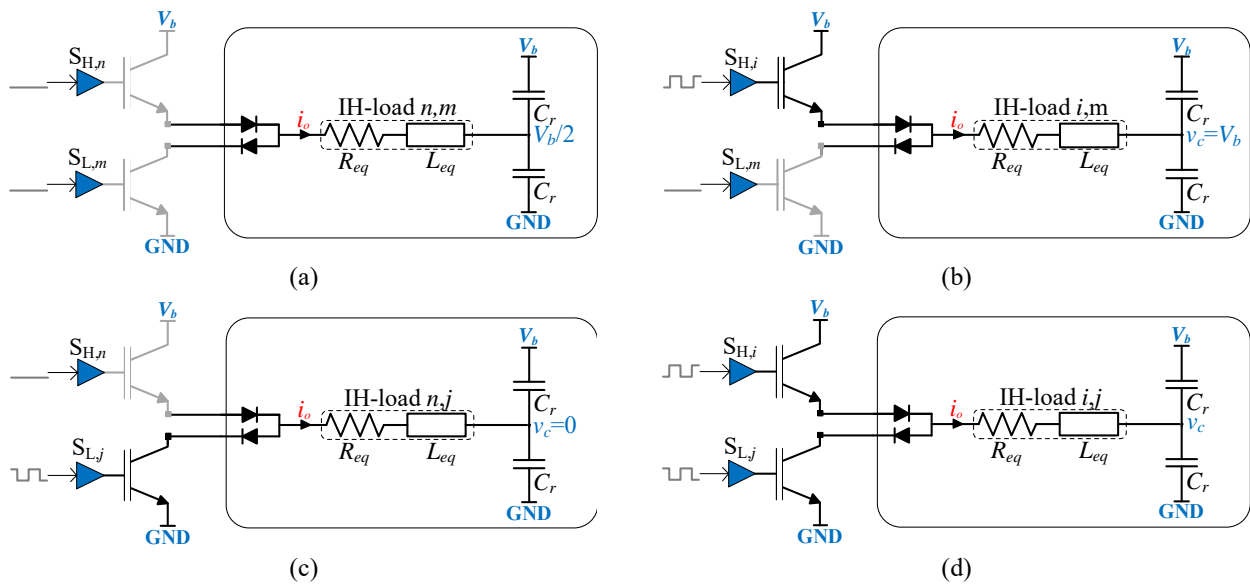 V_b
S_H,n
V_b
IH-load n,m
C_r
i_o
V_b/2
S_L,m
R_eq
L_eq
C_r
GND
GND
(a)
V_b
S_H,i
V_b
IH-load i,m
C_r
i_o
v_c=V_b
S_L,m
R_eq
L_eq
C_r
GND
GND
(b)
V_b
S_H,n
V_b
IH-load n,j
C_r
i_o
v_c=0
S_L,j
R_eq
L_eq
C_r
GND
GND
(c)
V_b
S_H,i
V_b
IH-load i,j
C_r
i_o
v_c
S_L,j
R_eq
L_eq
C_r
GND
GND
(d)